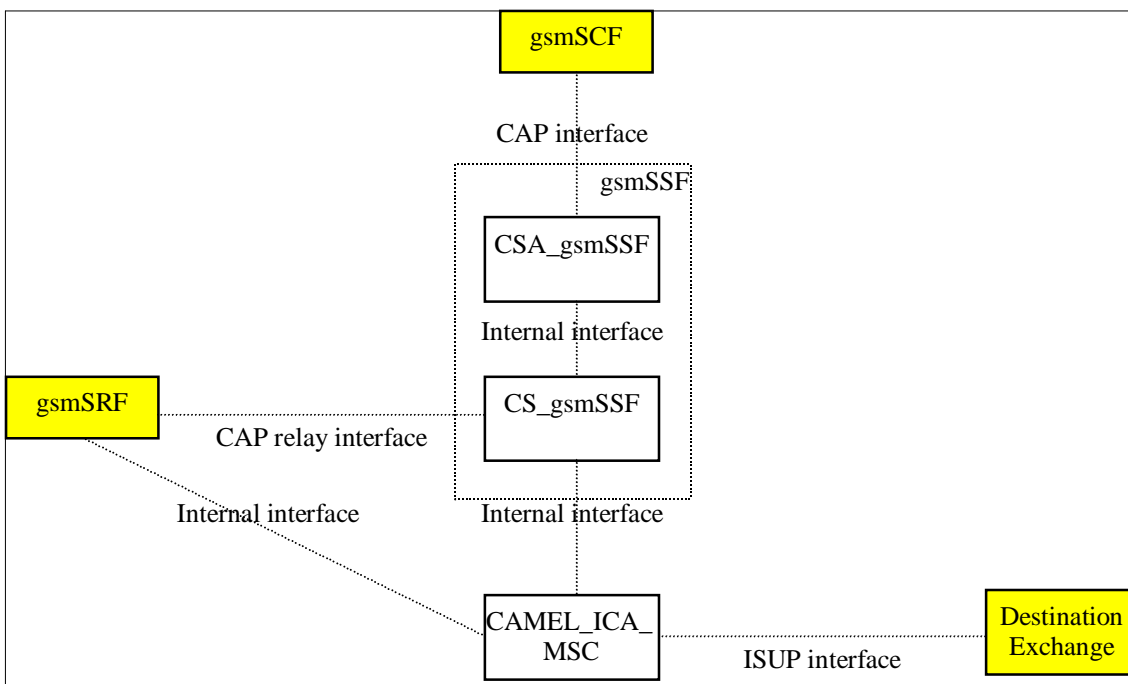 gsmSCF
CAP interface
gsmSSF
CSA_gsmSSF
Internal interface
gsmSRF
CS_gsmSSF
CAP relay interface
Internal interface
Internal interface
CAMEL_ICA_
MSC
Destination
Exchange
ISUP interface